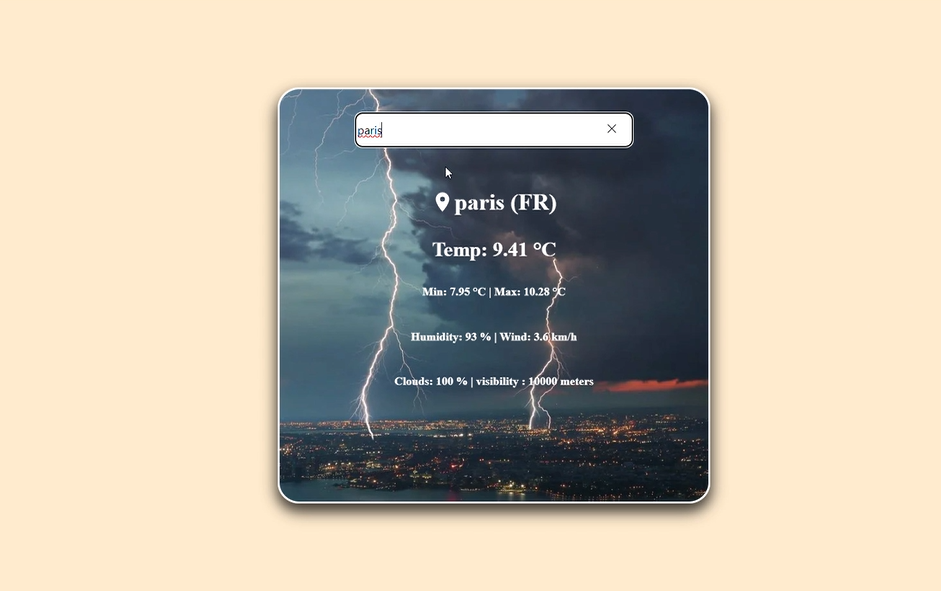 paris
paris (FR)
Temp: 9.41 °C
Min: 7.95 °C | Max: 10.28 °C
Humidity: 93 % | Wind: 3.6 km/h
Clouds: 100 % | visibility : 10000 meters